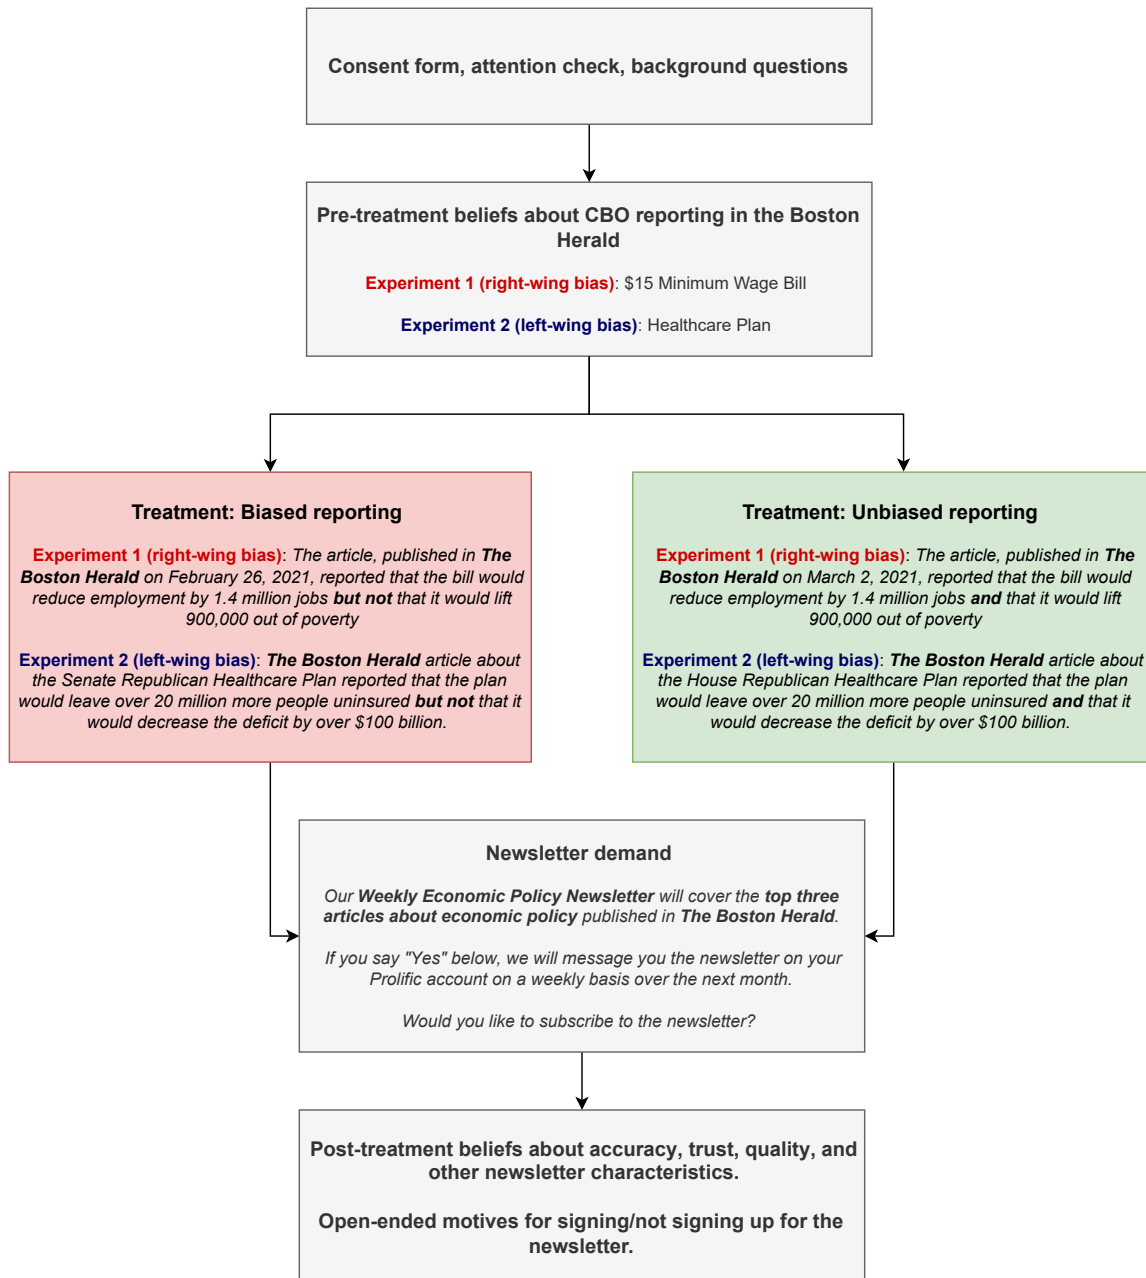 Consent form, attention check, background questions
Pre-treatment beliefs about CBO reporting in the Boston
Herald
Experiment 1 (right-wing bias): $15 Minimum Wage Bill
Experiment 2 (left-wing bias): Healthcare Plan
Treatment: Biased reporting
Experiment 1 (right-wing bias): The article, published in The
Boston Herald on February 26, 2021, reported that the bill would
reduce employment by 1.4 million jobs but not that it would lift
900,000 out of poverty
Experiment 2 (left-wing bias): The Boston Herald article about
the Senate Republican Healthcare Plan reported that the plan
would leave over 20 million more people uninsured but not that it
would decrease the deficit by over $100 billion.
Treatment: Unbiased reporting
Experiment 1 (right-wing bias): The article, published in The
Boston Herald on March 2, 2021, reported that the bill would
reduce employment by 1.4 million jobs and that it would lift
900,000 out of poverty
Experiment 2 (left-wing bias): The Boston Herald article about
the House Republican Healthcare Plan reported that the plan
would leave over 20 million more people uninsured and that it
would decrease the deficit by over $100 billion.
Newsletter demand
Our Weekly Economic Policy Newsletter will cover the top three
articles about economic policy published in The Boston Herald.
If you say "Yes" below, we will message you the newsletter on your
Prolific account on a weekly basis over the next month.
Would you like to subscribe to the newsletter?
Post-treatment beliefs about accuracy, trust, quality, and
other newsletter characteristics.
Open-ended motives for signing/not signing up for the
newsletter.